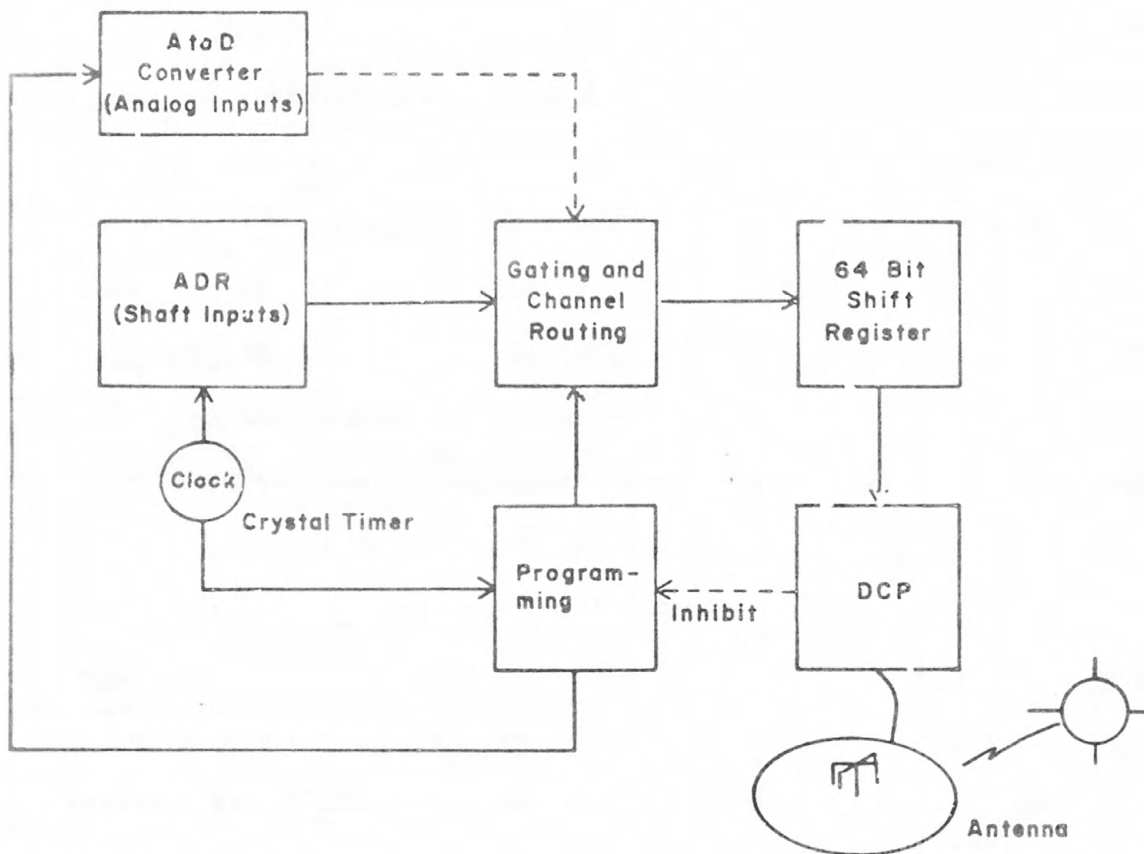 A to D
Converter
(Analog Inputs)
ADR
(Shaft Inputs)
Gating and
Channel
Routing
64 Bit
Shift
Register
Clock
Crystal Timer
Program-
ming
Inhibit
DCP
Antenna